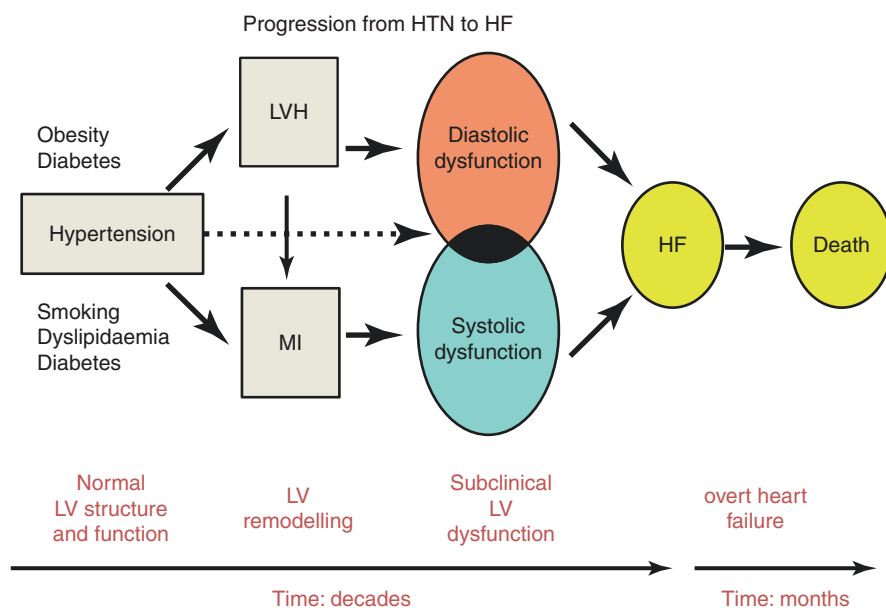 Progression from HTN to HF
LVH
Obesity
Diabetes
Diastolic
dysfunction
Hypertension
HF
Death
Smoking
Dyslipidaemia
Diabetes
MI
Systolic
dysfunction
Normal
LV structure
and function
LV
remodelling
Subclinical
LV
dysfunction
overt heart
failure
Time: decades
Time: months